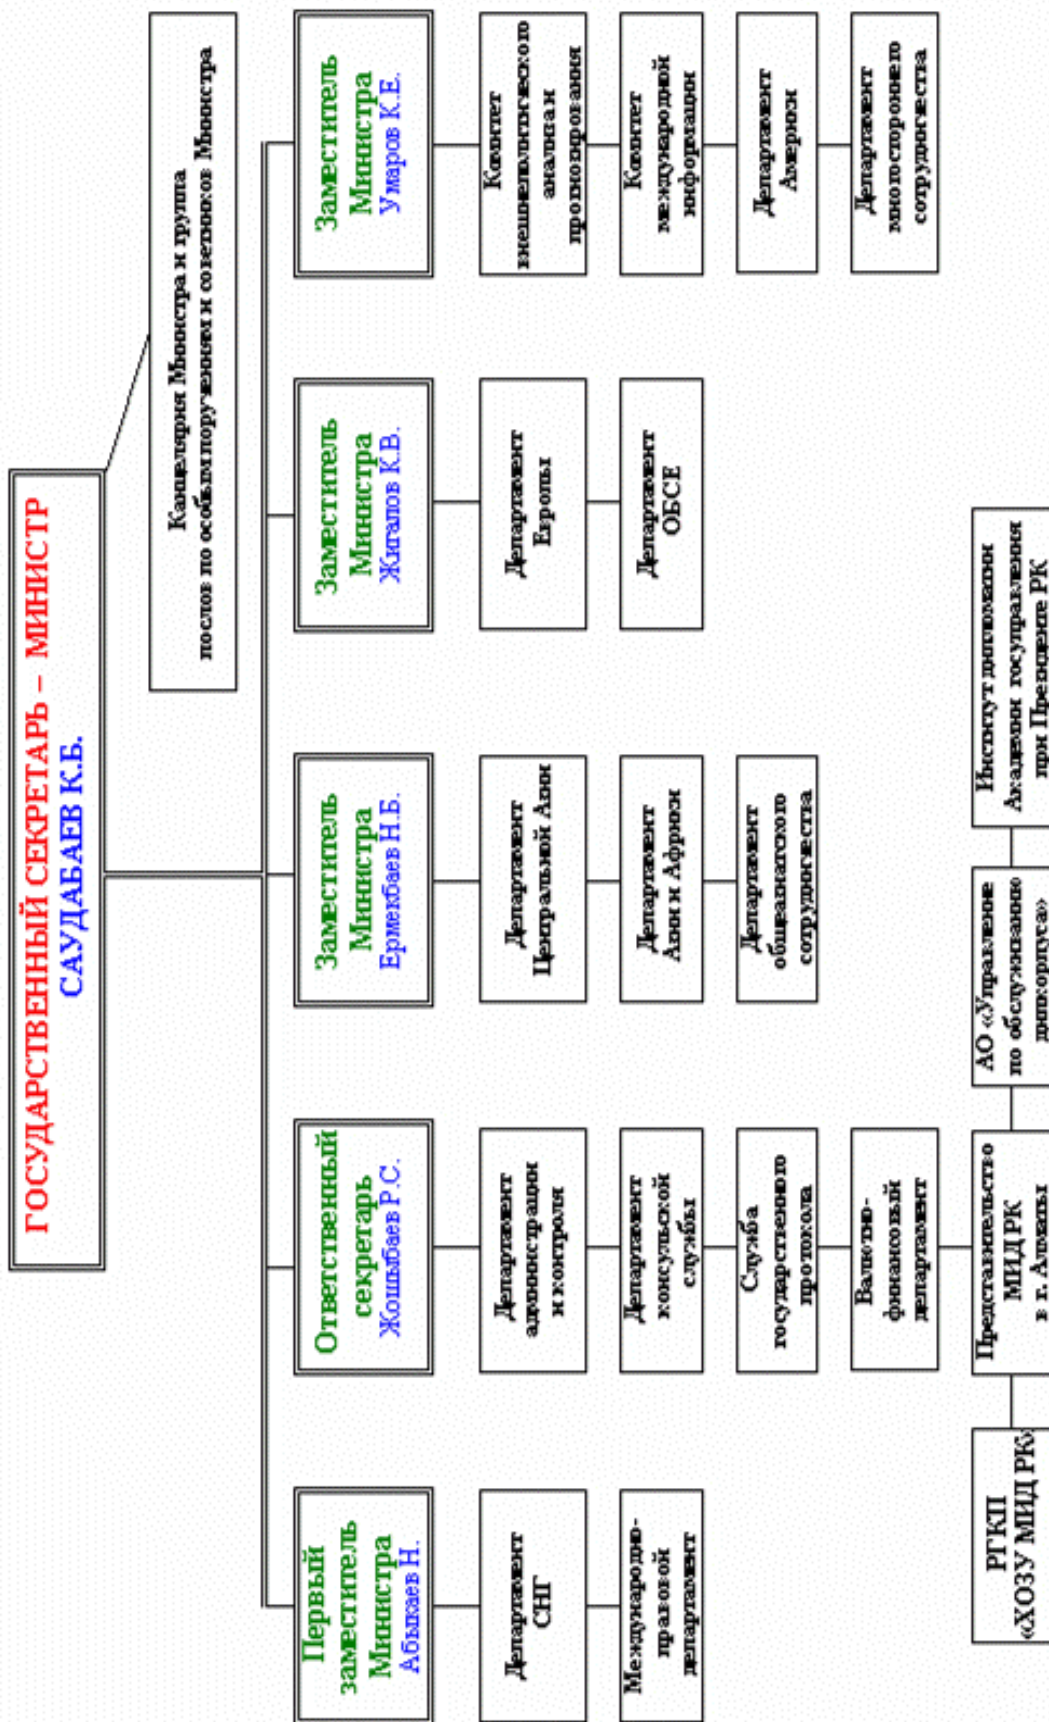 ГОСУДАРСТВЕННЫЙ СЕКРЕТАРЬ – МИНИСТР
САУДАБАЕВ К.Б.
Канцелярия Министра и группа
послов по особым поручениям и советников Министра
Первый
заместитель
Министра
Абыкаев Н.
Департамент
СНГ
Международно-
правовой
департамент
Ответственный
секретарь
Жошыбаев Р.С.
Департамент
администрации
и контроля
Департамент
консульской
службы
Служба
государственного
протокола
Валютно-
финансовый
департамент
Заместитель
Министра
Ермекбаев Н.Б.
Департамент
Центральной Азии
Департамент
Азии и Африки
Департамент
общеазиатского
сотрудничества
Заместитель
Министра
Жигалов К.В.
Департамент
Европы
Департамент
ОБСЕ
Заместитель
Министра
Умаров К.Е.
Комитет
внешнеполитического
анализа и
прогнозирования
Комитет
международной
информации
Департамент
Америки
Департамент
многостороннего
сотрудничества
РГКП
«ХОЗУ МИД РК»
Представительство
МИД РК
в г. Алматы
АО «Управление
по обслуживанию
дипкорпуса»
Институт дипломатии
Академии госуправления
при Президенте РК